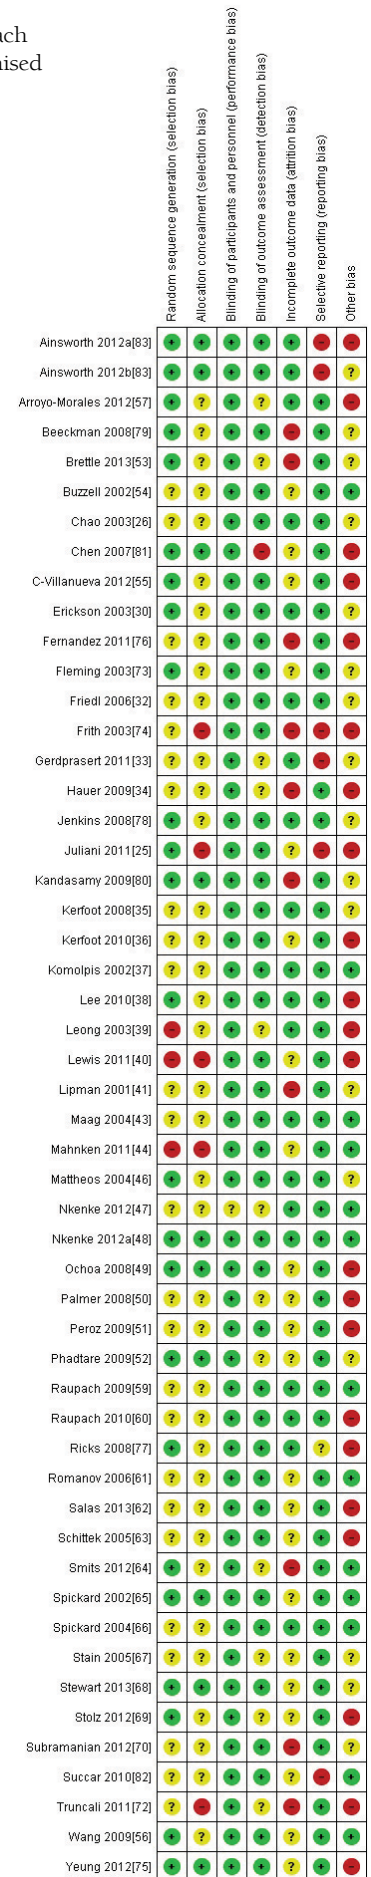 ach
nised
Random sequence generation (selection bias)
Allocation concealment (selection bias)
Blinding of participants and personnel (performance bias)
Blinding of outcome assessment (detection bias)
Incomplete outcome data (attrition bias)
Selective reporting (reporting bias)
Other bias
Ainsworth 2012a[83] + + + + + - -
Ainsworth 2012b[83] + + + + + - ?
Arroyo-Morales 2012[57] + ? + ? + + -
Beeckman 2008[79] + ? + + - + ?
Brettle 2013[53] + ? + ? - + ?
Buzzell 2002[54] ? ? + + ? + +
Chao 2003[26] ? ? + + + + ?
Chen 2007[81] + + + - ? + -
C-Villanueva 2012[55] + ? + + ? + -
Erickson 2003[30] + ? + + + + ?
Fernandez 2011[76] ? ? + + - + -
Fleming 2003[73] + ? + + ? + ?
Friedl 2006[32] ? ? + + + + ?
Frith 2003[74] ? - + + - - -
Gerdprasert 2011[33] ? ? + ? + - ?
Hauer 2009[34] ? ? + ? - + -
Jenkins 2008[78] + ? + + + + ?
Juliani 2011[25] + - + + ? - -
Kandasamy 2009[80] + + + + - + ?
Kerfoot 2008[35] ? ? + + + + ?
Kerfoot 2010[36] ? ? + + ? + -
Komolpis 2002[37] ? ? + + + + +
Lee 2010[38] + ? + + + + -
Leong 2003[39] - ? + ? + + -
Lewis 2011[40] - - + + ? + -
Lipman 2001[41] ? ? + + - + ?
Maag 2004[43] ? ? + + + + +
Mahnken 2011[44] - - + + ? + +
Mattheos 2004[46] + ? + + + + ?
Nkenke 2012[47] ? ? ? ? + + +
Nkenke 2012a[48] + + + + + + +
Ochoa 2008[49] + + + + ? + -
Palmer 2008[50] ? ? + ? ? + -
Peroz 2009[51] ? ? + + ? + -
Phadtare 2009[52] + + + ? ? + ?
Raupach 2009[59] ? ? + + + + +
Raupach 2010[60] ? ? + + + + -
Ricks 2008[77] + ? + + + ? -
Romanov 2006[61] ? ? + + ? + +
Salas 2013[62] ? ? + + ? + -
Schittek 2005[63] ? ? + + ? + -
Smits 2012[64] + ? + ? - + +
Spickard 2002[65] + + + + ? + +
Spickard 2004[66] ? ? + + + + +
Stain 2005[67] ? ? + ? ? + ?
Stewart 2013[68] + + + + ? + ?
Stolz 2012[69] + ? + ? ? + -
Subramanian 2012[70] ? ? + + - + ?
Succar 2010[82] ? ? + + ? - +
Truncali 2011[72] ? - + ? - + -
Wang 2009[56] + ? + + ? + +
Yeung 2012[75] + + + + ? + -